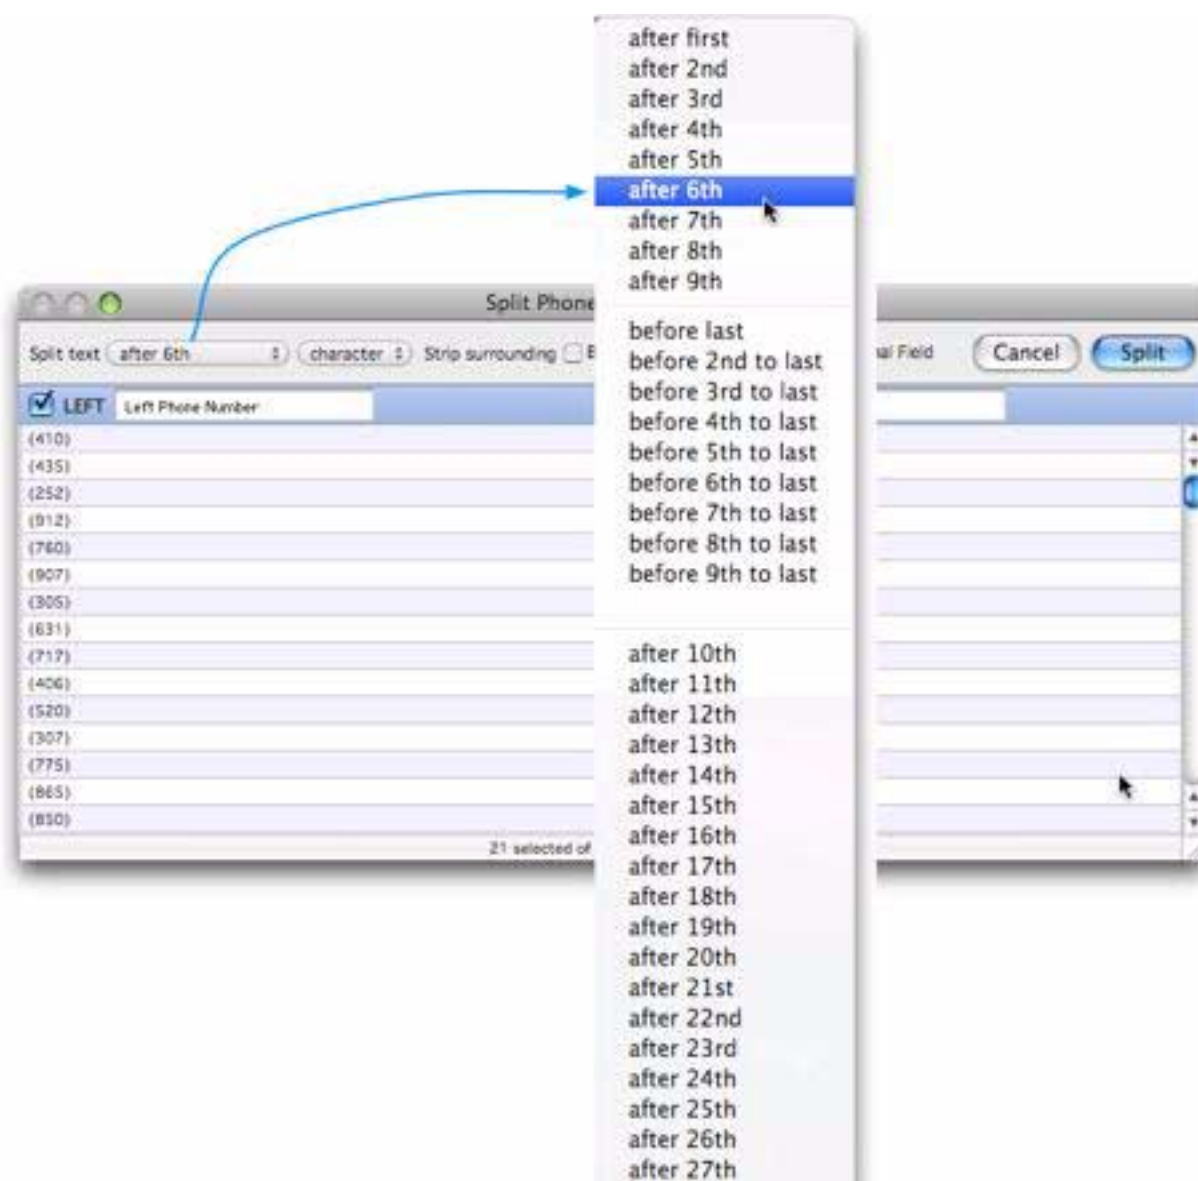 after first
after 2nd
after 3rd
after 4th
after 5th
after 6th
after 7th
after 8th
after 9th
before last
before 2nd to last
before 3rd to last
before 4th to last
before 5th to last
before 6th to last
before 7th to last
before 8th to last
before 9th to last
after 10th
after 11th
after 12th
after 13th
after 14th
after 15th
after 16th
after 17th
after 18th
after 19th
after 20th
after 21st
after 22nd
after 23rd
after 24th
after 25th
after 26th
after 27th
Split Phone
Split text after 6th character Strip surrounding Field Cancel Split
LEFT Left Phone Number
(410)
(435)
(252)
(912)
(760)
(907)
(305)
(631)
(717)
(406)
(520)
(307)
(775)
(865)
(850)
21 selected of